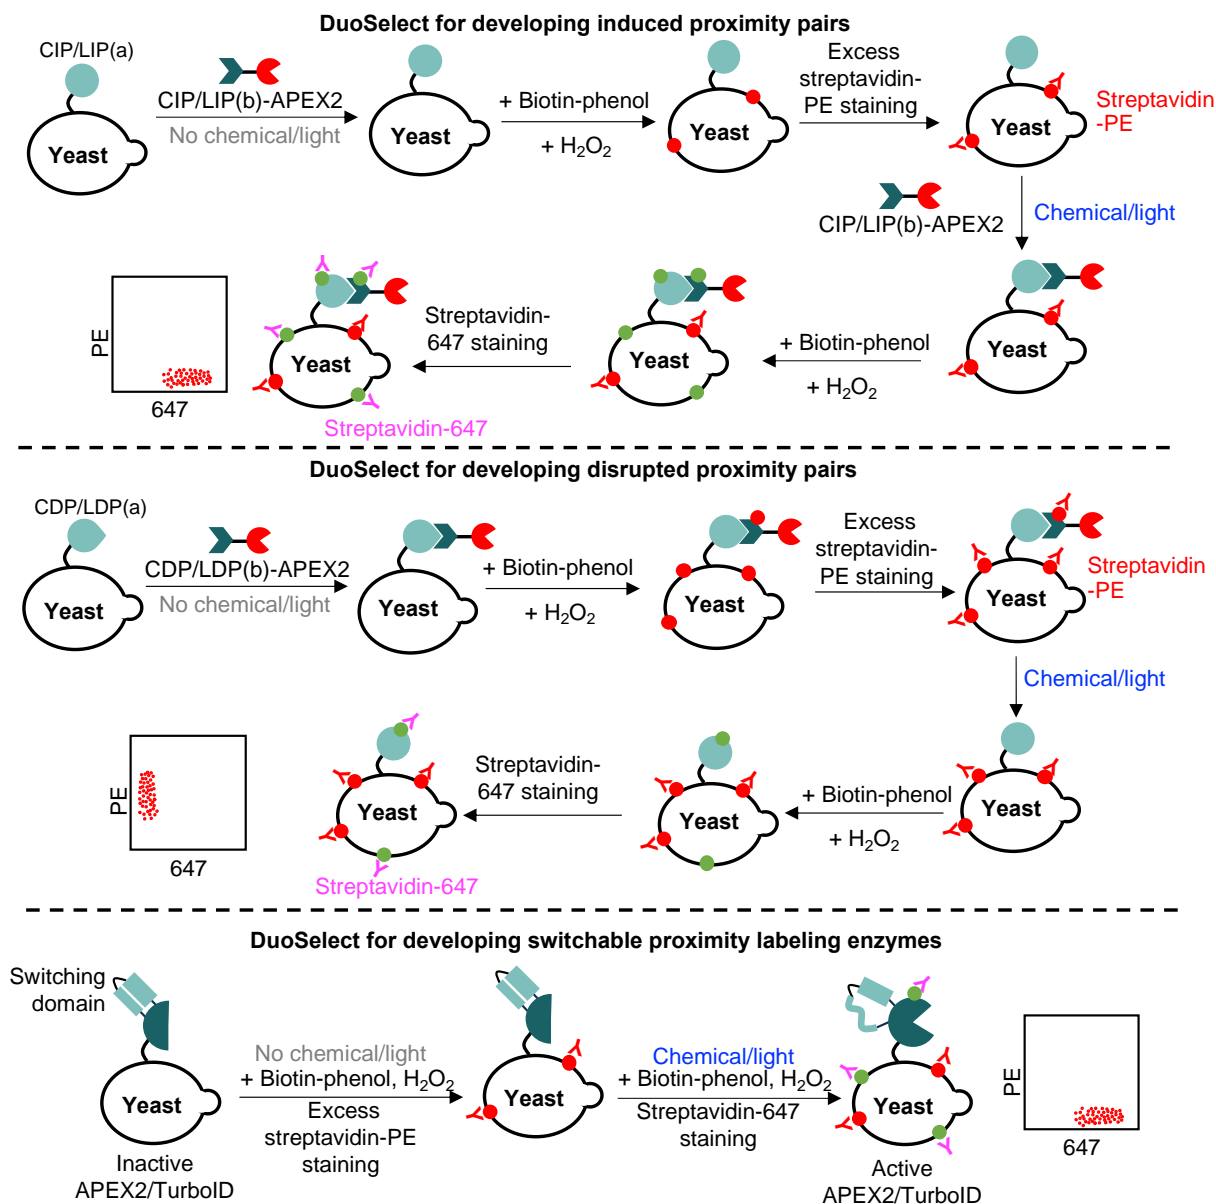 DuoSelect for developing induced proximity pairs
CIP/LIP(a)
Yeast
CIP/LIP(b)-APEX2
No chemical/light
Yeast
+ Biotin-phenol
+ H₂O₂
Yeast
Excess
streptavidin-
PE staining
Yeast
Streptavidin
-PE
CIP/LIP(b)-APEX2
Chemical/light
Yeast
+ Biotin-phenol
+ H₂O₂
Yeast
Streptavidin-
647 staining
Yeast
Streptavidin-647
PE
647
DuoSelect for developing disrupted proximity pairs
CDP/LDP(a)
Yeast
CDP/LDP(b)-APEX2
No chemical/light
Yeast
+ Biotin-phenol
+ H₂O₂
Yeast
Excess
streptavidin-
PE staining
Yeast
Streptavidin
-PE
Chemical/light
Yeast
+ Biotin-phenol
+ H₂O₂
Yeast
Streptavidin-
647 staining
Yeast
Streptavidin-647
PE
647
DuoSelect for developing switchable proximity labeling enzymes
Switching
domain
Yeast
Inactive
APEX2/TurboID
No chemical/light
+ Biotin-phenol, H₂O₂
Excess
streptavidin-PE
staining
Yeast
Chemical/light
+ Biotin-phenol, H₂O₂
Streptavidin-647
staining
Yeast
Active
APEX2/TurboID
PE
647